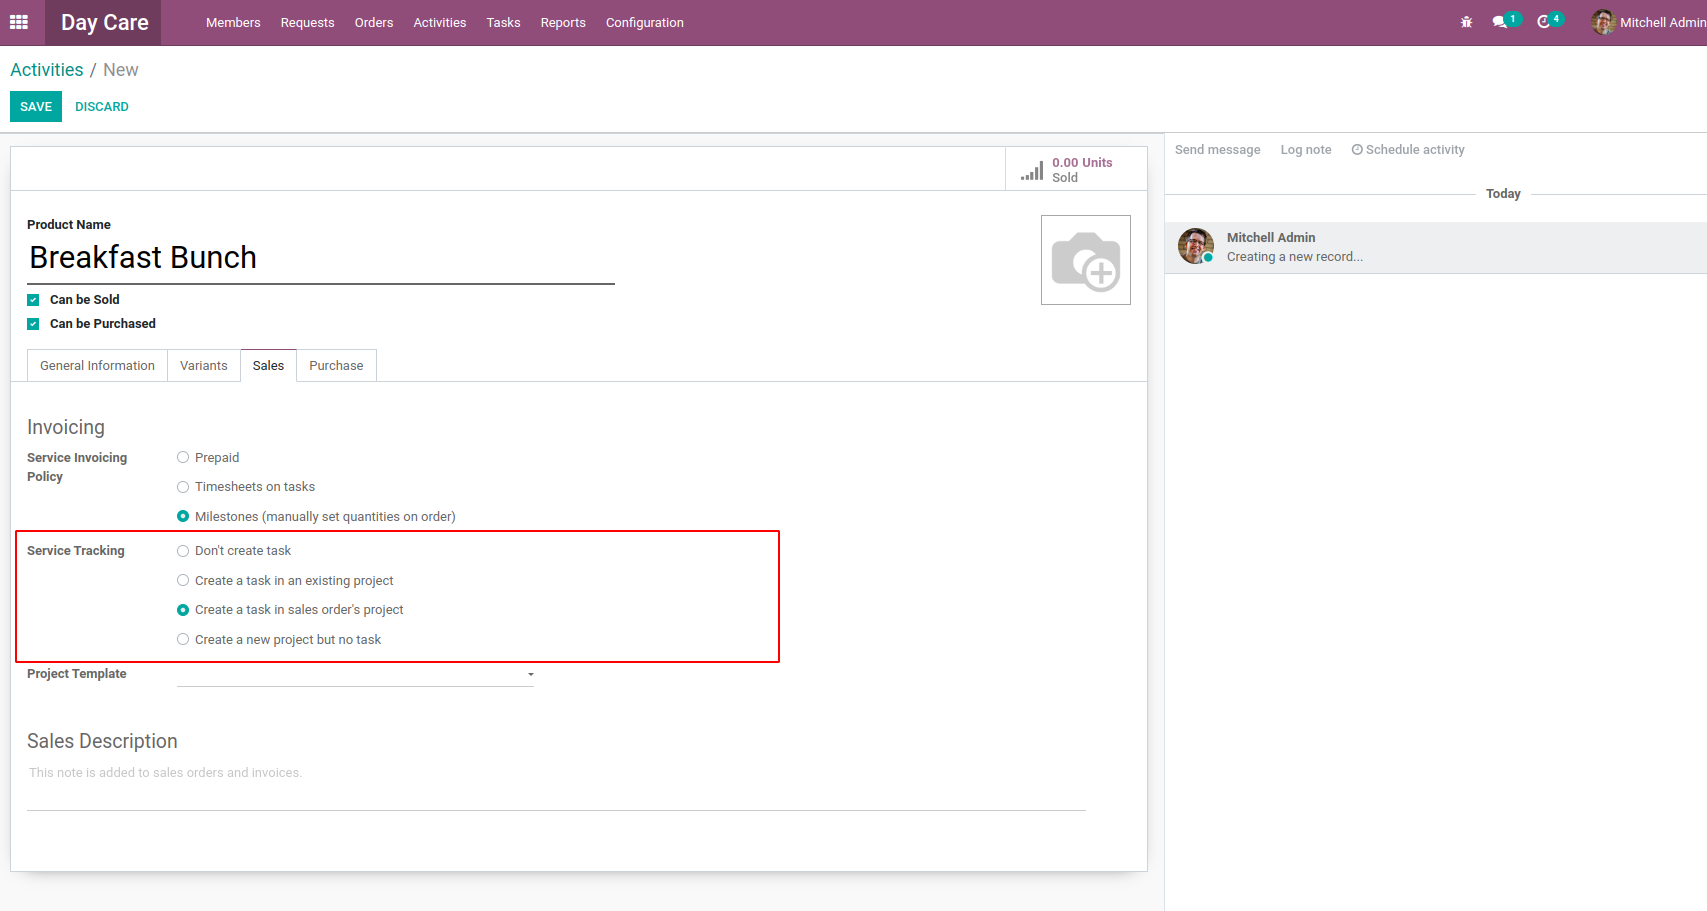 Day Care Members Requests Orders Activities Tasks Reports Configuration 1 4 Mitchell Admin
Activities / New
SAVE DISCARD
Send message Log note Schedule activity
0.00 Units
Sold
Today
Product Name
Breakfast Bunch
Mitchell Admin
Creating a new record...
Can be Sold
Can be Purchased
General Information Variants Sales Purchase
Invoicing
Service Invoicing
Policy
Prepaid
Timesheets on tasks
Milestones (manually set quantities on order)
Service Tracking
Don't create task
Create a task in an existing project
Create a task in sales order's project
Create a new project but no task
Project Template
Sales Description
This note is added to sales orders and invoices.